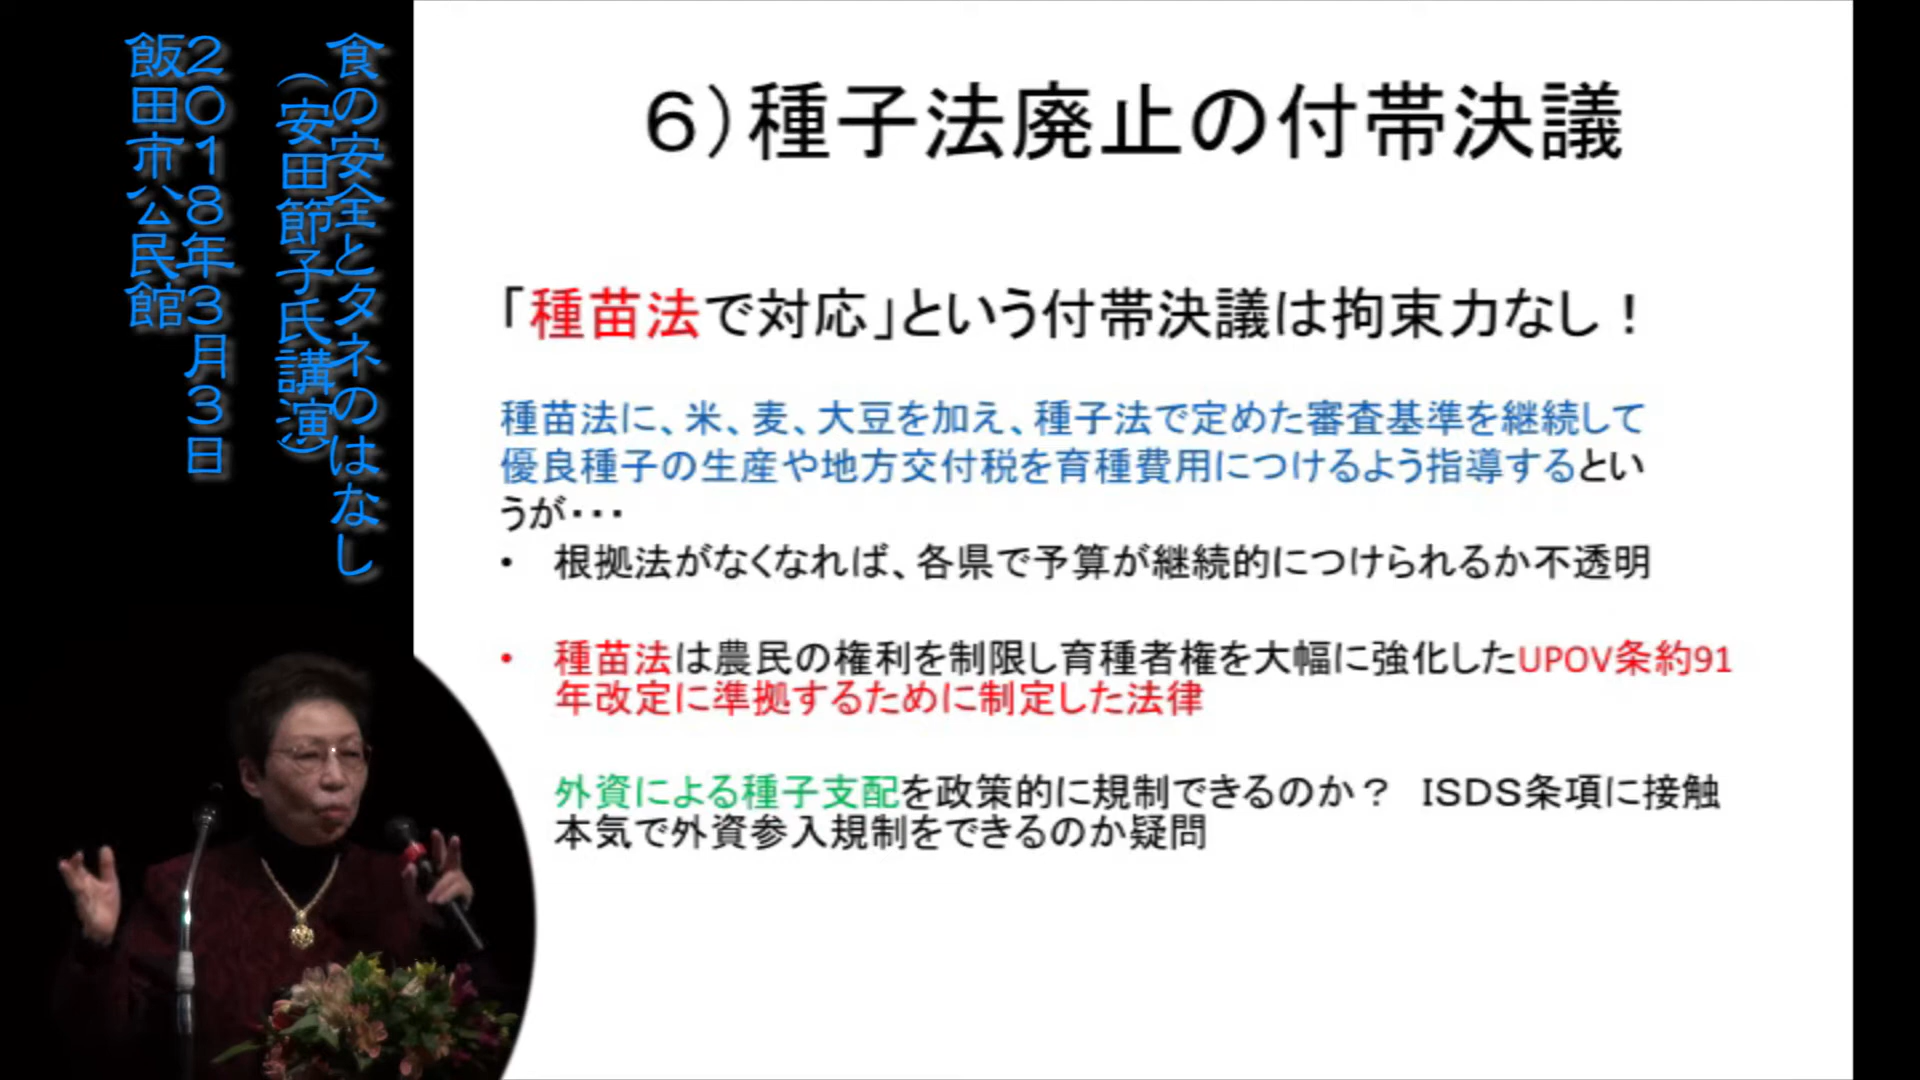 食の安全とタネのはなし
（安田節子氏講演）
２０１８年３月３日
飯田市公民館
６）種子法廃止の付帯決議
「種苗法で対応」という付帯決議は拘束力なし！
種苗法に、米、麦、大豆を加え、種子法で定めた審査基準を継続して
優良種子の生産や地方交付税を育種費用につけるよう指導するとい
うが・・・
• 根拠法がなくなれば、各県で予算が継続的につけられるか不透明
• 種苗法は農民の権利を制限し育種者権を大幅に強化したUPOV条約91
年改定に準拠するために制定した法律
外資による種子支配を政策的に規制できるのか？　ISDS条項に接触
本気で外資参入規制をできるのか疑問